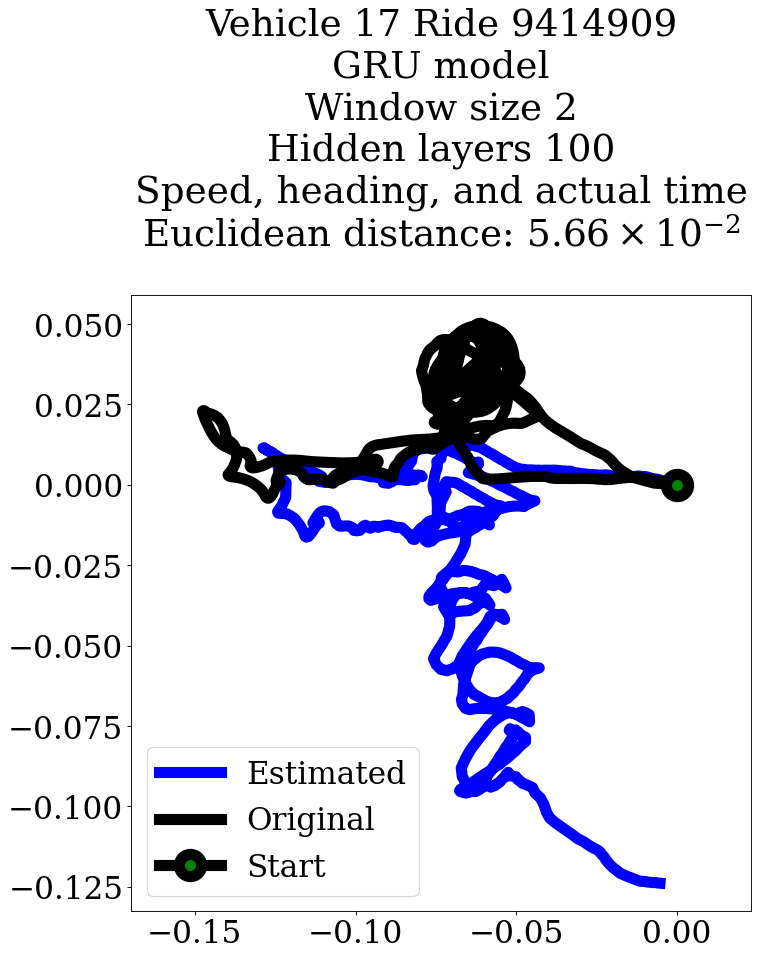 Vehicle 17 Ride 9414909
GRU model
Window size 2
Hidden layers 100
Speed, heading, and actual time
Euclidean distance: 5.66 × 10⁻²
0.050
0.025
0.000
−0.025
−0.050
−0.075
−0.100
−0.125
Estimated
Original
Start
−0.15 −0.10 −0.05 0.00